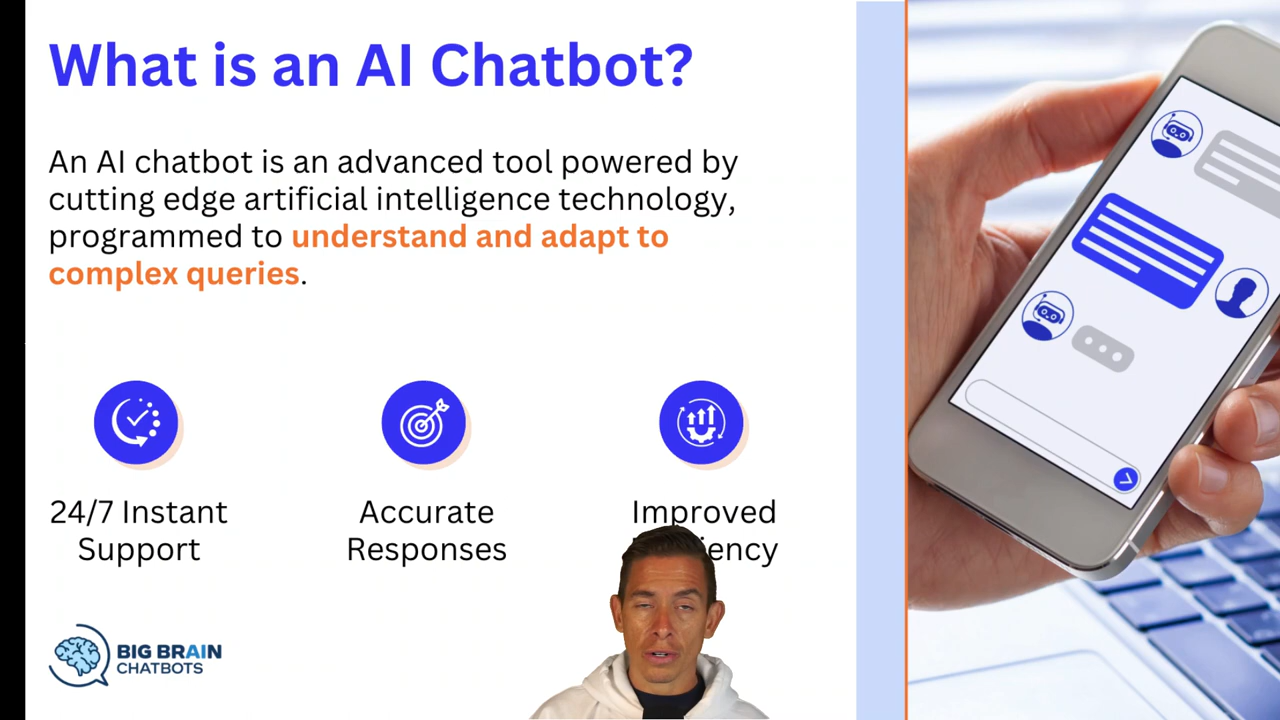 What is an AI Chatbot?
An AI chatbot is an advanced tool powered by
cutting edge artificial intelligence technology,
programmed to understand and adapt to
complex queries.
24/7 Instant
Support
Accurate
Responses
Improved
BIG BRAIN
CHATBOTS